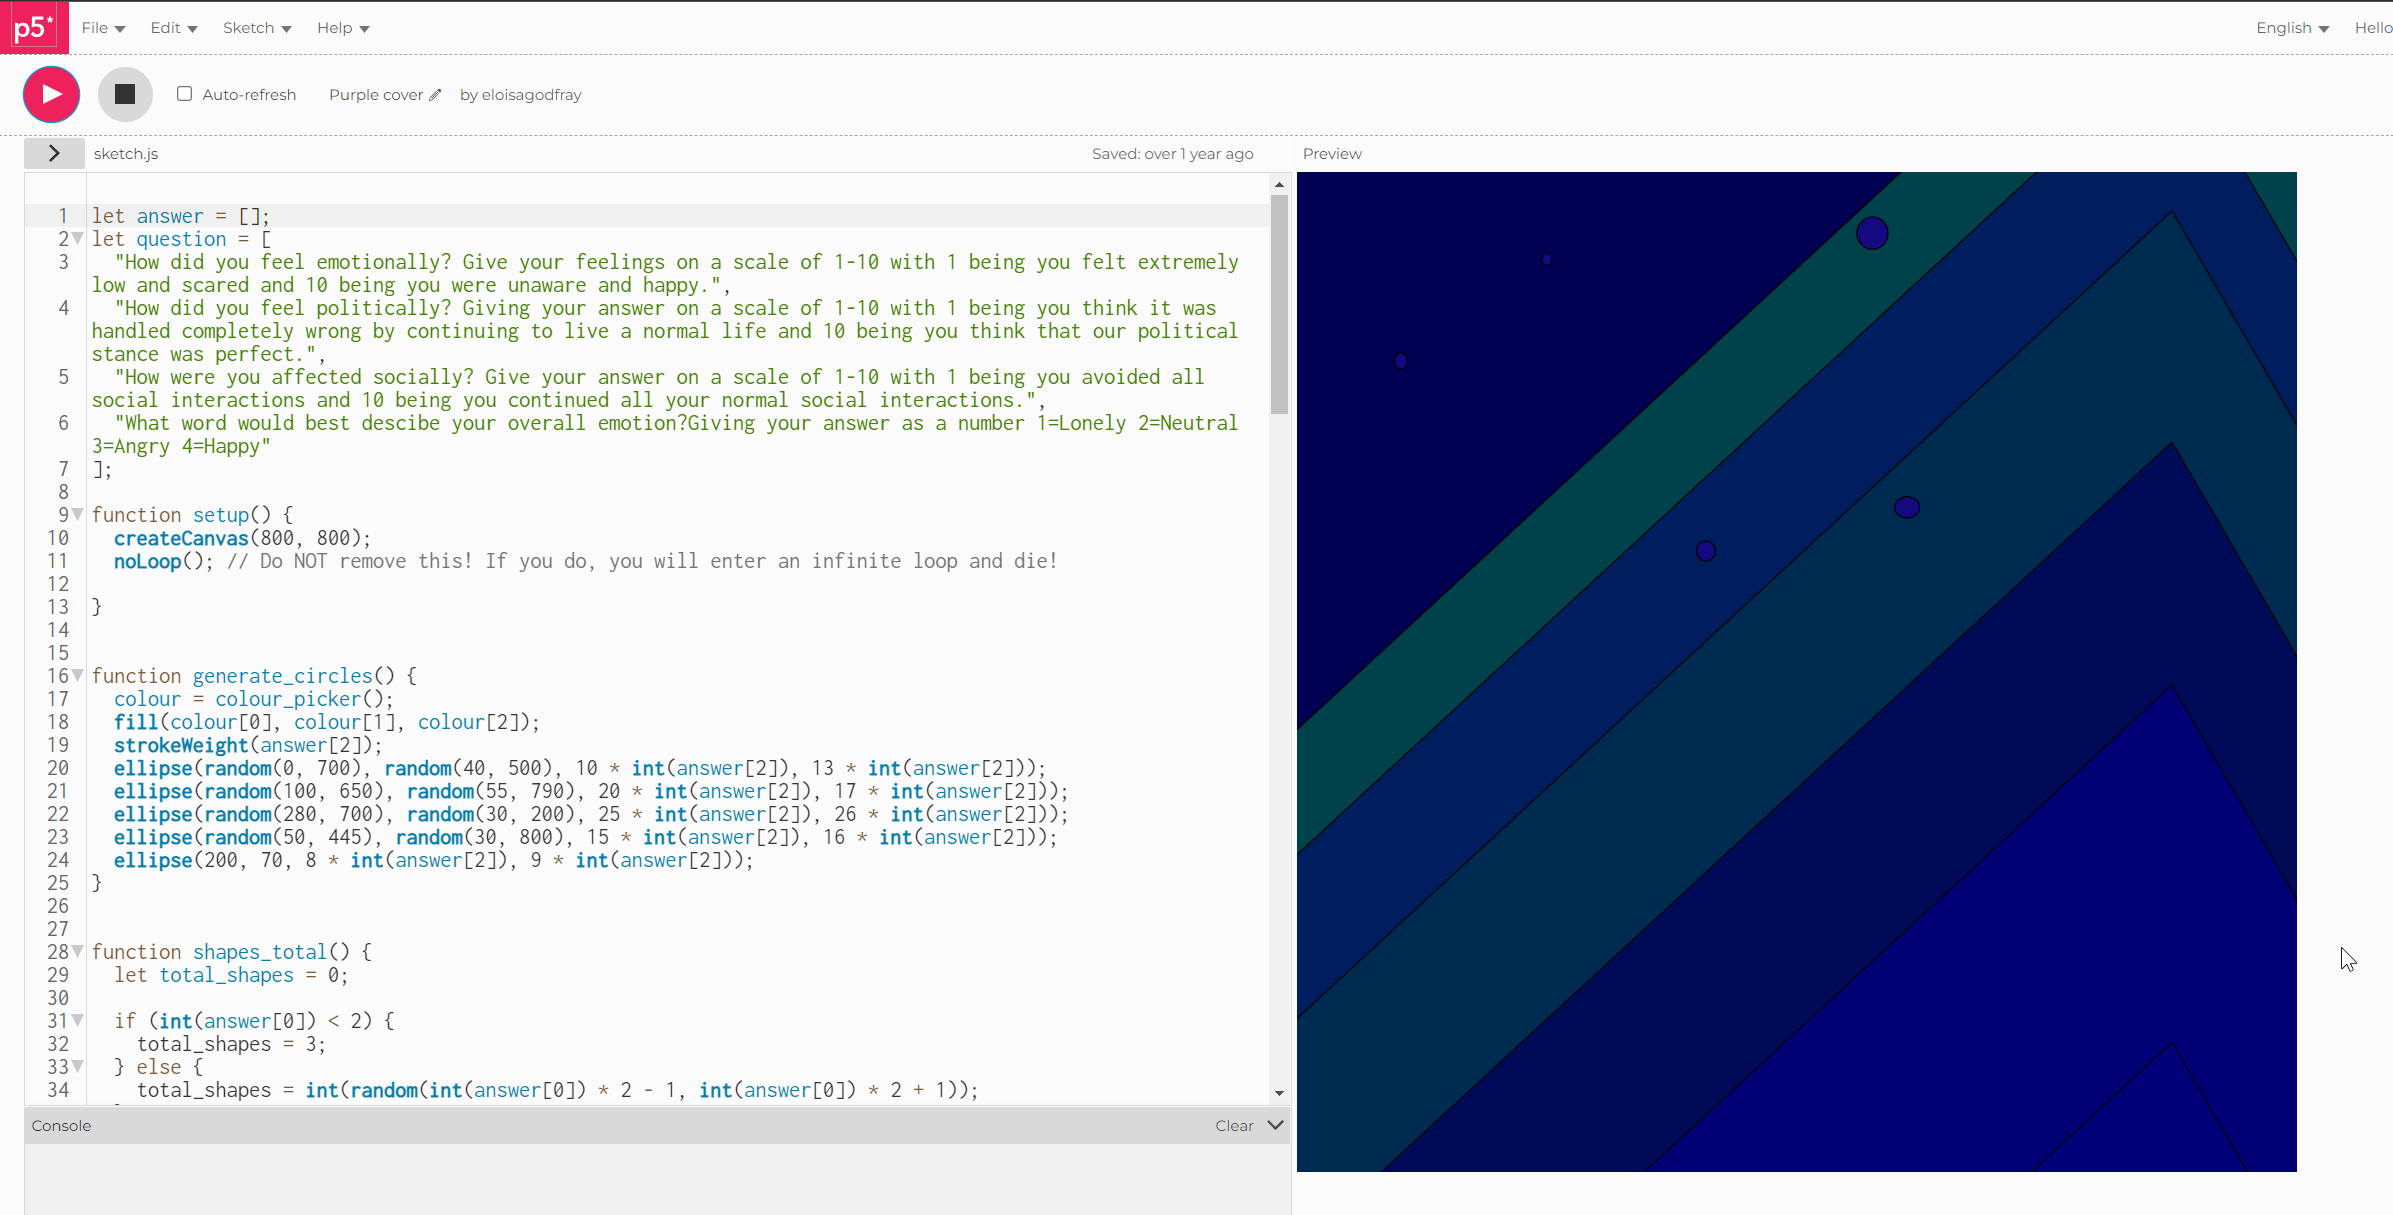 p5*
File Edit Sketch Help English Hello
Auto-refresh Purple cover by eloisagodfray
sketch.js Saved: over 1 year ago Preview
1 let answer = [];
2 let question = [
3 "How did you feel emotionally? Give your feelings on a scale of 1-10 with 1 being you felt extremely
low and scared and 10 being you were unaware and happy.",
4 "How did you feel politically? Giving your answer on a scale of 1-10 with 1 being you think it was
handled completely wrong by continuing to live a normal life and 10 being you think that our political
stance was perfect.",
5 "How were you affected socially? Give your answer on a scale of 1-10 with 1 being you avoided all
social interactions and 10 being you continued all your normal social interactions.",
6 "What word would best descibe your overall emotion?Giving your answer as a number 1=Lonely 2=Neutral
3=Angry 4=Happy"
7 ];
8
9 function setup() {
10 createCanvas(800, 800);
11 noLoop(); // Do NOT remove this! If you do, you will enter an infinite loop and die!
12
13 }
14
15
16 function generate_circles() {
17 colour = colour_picker();
18 fill(colour[0], colour[1], colour[2]);
19 strokeWeight(answer[2]);
20 ellipse(random(0, 700), random(40, 500), 10 * int(answer[2]), 13 * int(answer[2]));
21 ellipse(random(100, 650), random(55, 790), 20 * int(answer[2]), 17 * int(answer[2]));
22 ellipse(random(280, 700), random(30, 200), 25 * int(answer[2]), 26 * int(answer[2]));
23 ellipse(random(50, 445), random(30, 800), 15 * int(answer[2]), 16 * int(answer[2]));
24 ellipse(200, 70, 8 * int(answer[2]), 9 * int(answer[2]));
25 }
26
27
28 function shapes_total() {
29 let total_shapes = 0;
30
31 if (int(answer[0]) < 2) {
32 total_shapes = 3;
33 } else {
34 total_shapes = int(random(int(answer[0]) * 2 - 1, int(answer[0]) * 2 + 1));
Console Clear